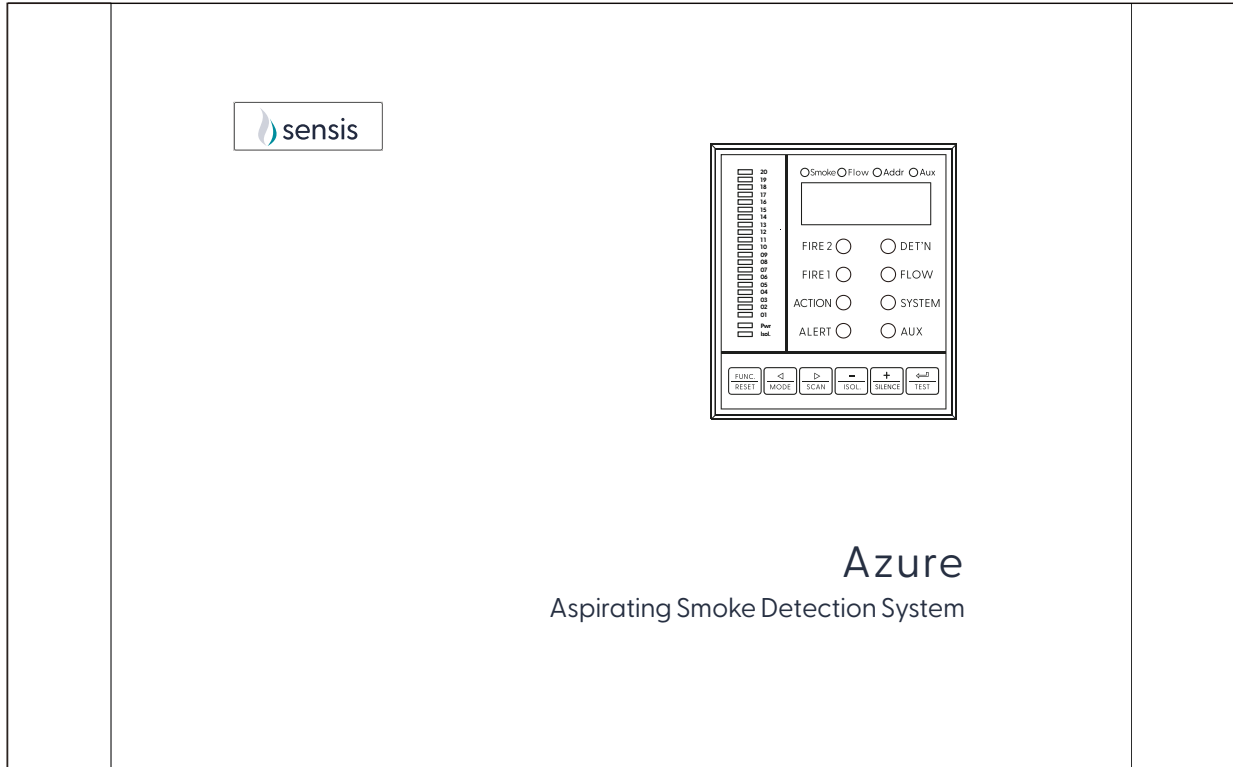 sensis
Smoke Flow Addr Aux
20
19
18
17
16
15
14
13
12
11
10
09
08
07
06
05
04
03
02
01
Pwr
Isol.
FIRE 2 DET'N
FIRE 1 FLOW
ACTION SYSTEM
ALERT AUX
FUNC. - +
RESET MODE SCAN ISOL. SILENCE TEST
Azure
Aspirating Smoke Detection System